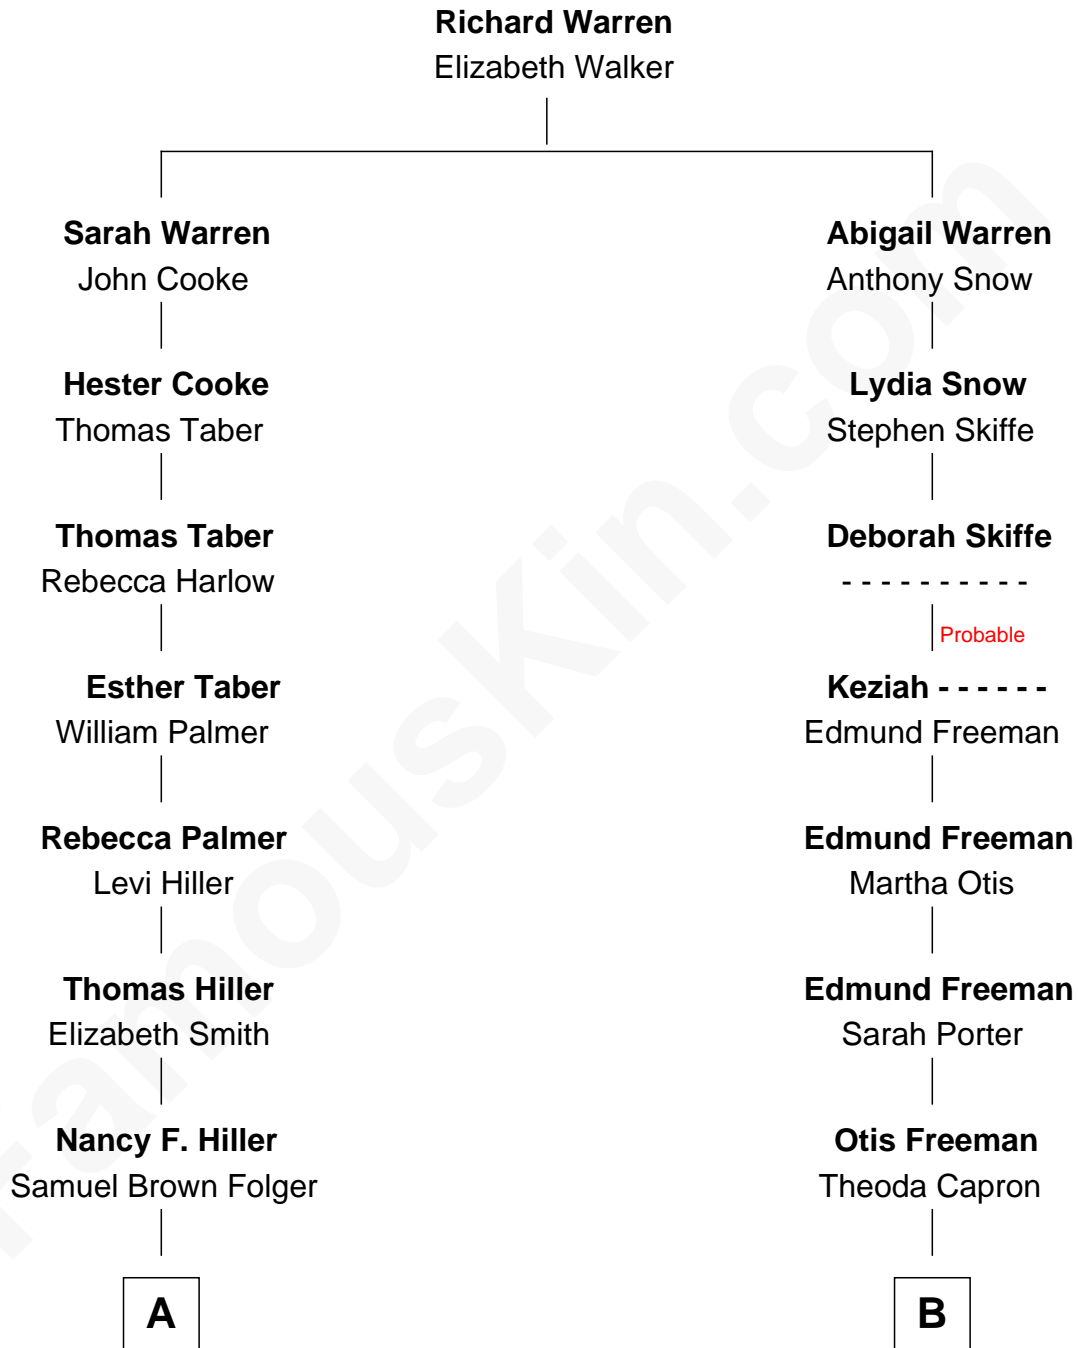 Richard Warren
Elizabeth Walker
Sarah Warren
John Cooke
Abigail Warren
Anthony Snow
Hester Cooke
Thomas Taber
Lydia Snow
Stephen Skiffe
Thomas Taber
Rebecca Harlow
Deborah Skiffe
- - - - - - - - - -
Probable
Esther Taber
William Palmer
Keziah - - - - - -
Edmund Freeman
Rebecca Palmer
Levi Hiller
Edmund Freeman
Martha Otis
Thomas Hiller
Elizabeth Smith
Edmund Freeman
Sarah Porter
Nancy F. Hiller
Samuel Brown Folger
Otis Freeman
Theoda Capron
A
B
FamousKin.com